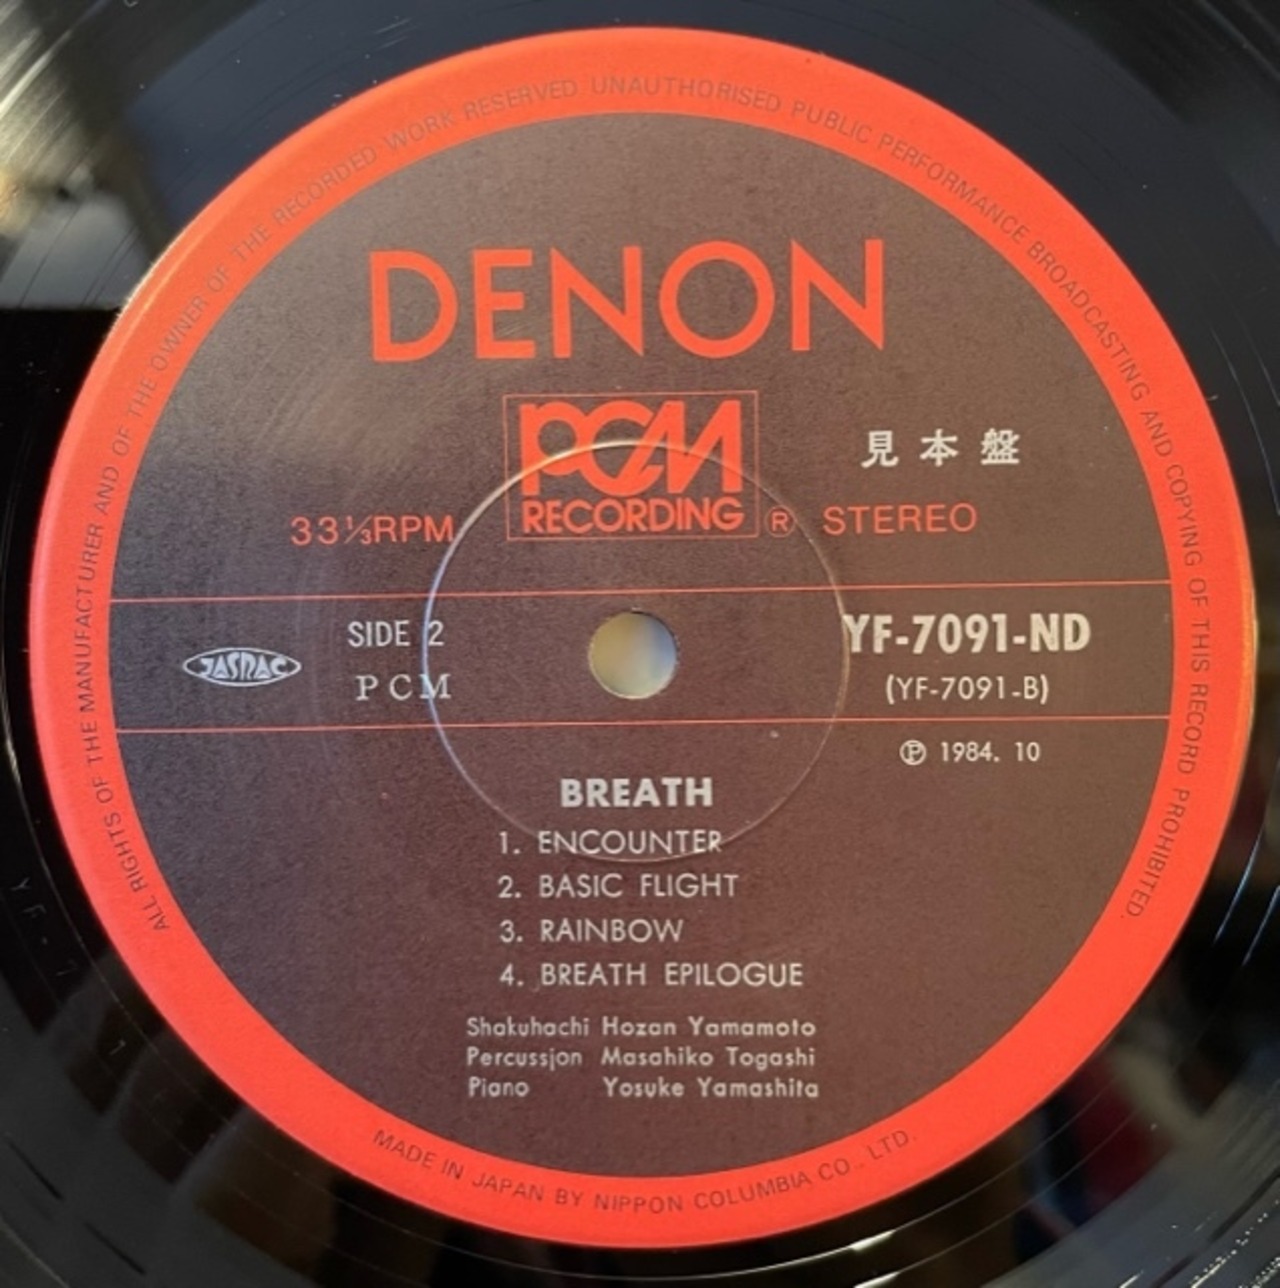 ALL RIGHTS OF THE MANUFACTURER AND OF THE OWNER OF THE RECORDED WORK RESERVED UNAUTHORISED PUBLIC PERFORMANCE BROADCASTING AND COPYING OF THIS RECORD PROHIBITED.
DENON
PCM
RECORDING ®
見本盤
33⅓RPM
STEREO
JASRAC
SIDE 2
PCM
YF-7091-ND
(YF-7091-B)
Ⓟ 1984. 10
BREATH
1. ENCOUNTER
2. BASIC FLIGHT
3. RAINBOW
4. BREATH EPILOGUE
Shakuhachi Hozan Yamamoto
Percussjon Masahiko Togashi
Piano Yosuke Yamashita
MADE IN JAPAN BY NIPPON COLUMBIA CO., LTD.